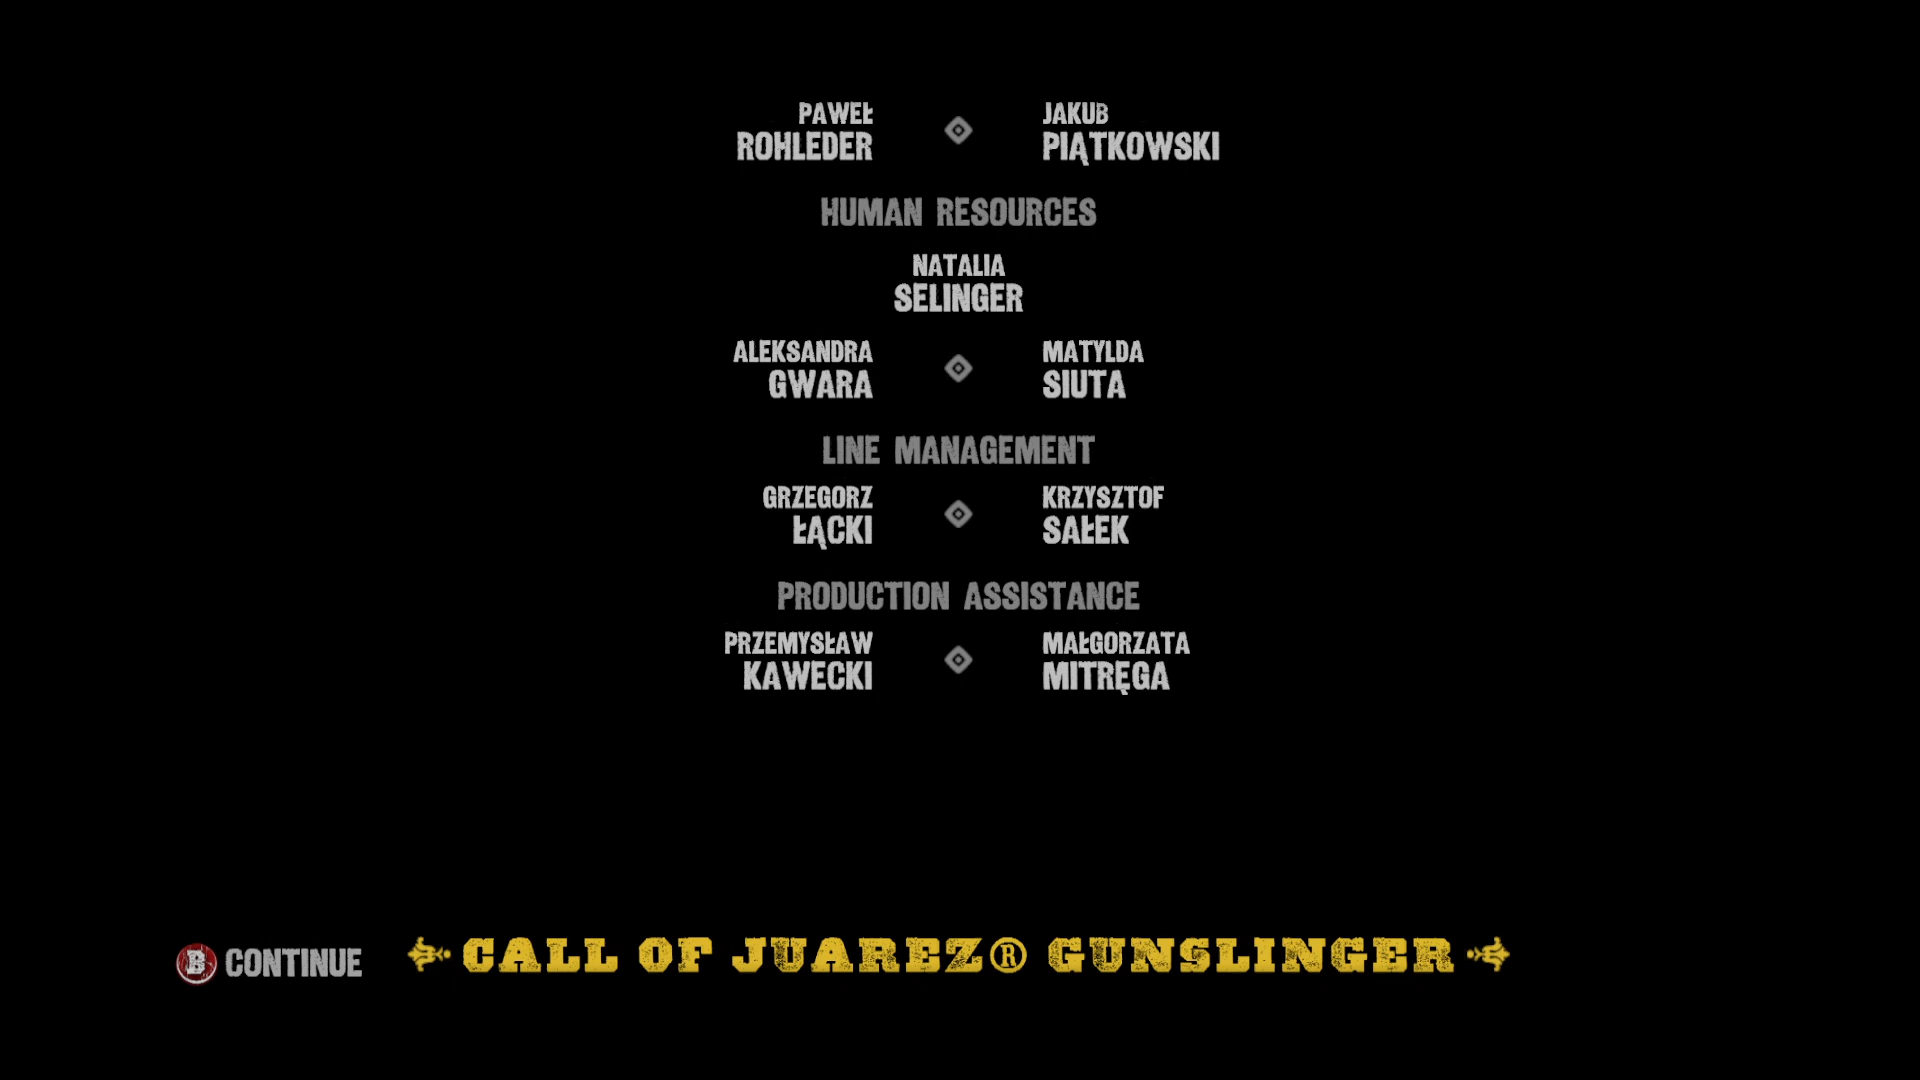 PAWEŁ
ROHLEDER
JAKUB
PIĄTKOWSKI
HUMAN RESOURCES
NATALIA
SELINGER
ALEKSANDRA
GWARA
MATYLDA
SIUTA
LINE MANAGEMENT
GRZEGORZ
ŁĄCKI
KRZYSZTOF
SAŁEK
PRODUCTION ASSISTANCE
PRZEMYSŁAW
KAWECKI
MAŁGORZATA
MITRĘGA
B CONTINUE
CALL OF JUAREZ® GUNSLINGER